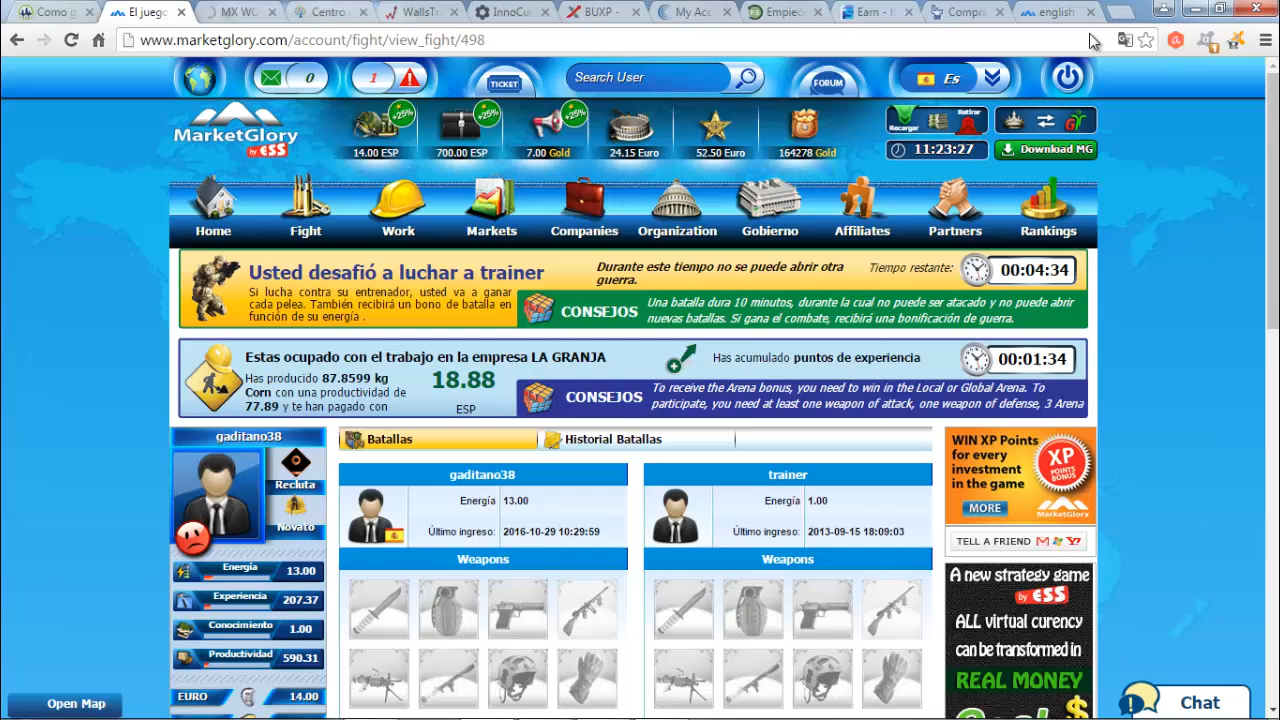 Como g
El juego
MX WO
Centro
WallsTr
InnoCur
BUXP -
My Acc
Empiece
Earn - f
Compra
english
www.marketglory.com/account/fight/view_fight/498
0
1
TICKET
Search User
FORUM
Es
MarketGlory
by ESS
+25%
14.00 ESP
+25%
700.00 ESP
+25%
7.00 Gold
24.15 Euro
52.50 Euro
164278 Gold
Recargar
Retirar
11:23:27
Download MG
Home
Fight
Work
Markets
Companies
Organization
Gobierno
Affiliates
Partners
Rankings
Usted desafió a luchar a trainer
Si lucha contra su entrenador, usted va a ganar
cada pelea. También recibirá un bono de batalla en
función de su energía .
Durante este tiempo no se puede abrir otra
guerra.
Tiempo restante:
00:04:34
CONSEJOS
Una batalla dura 10 minutos, durante la cual no puede ser atacado y no puede abrir
nuevas batallas. Si gana el combate, recibirá una bonificación de guerra.
Estas ocupado con el trabajo en la empresa LA GRANJA
Has producido 87.8599 kg
Corn con una productividad de
77.89 y te han pagado con
18.88
ESP
Has acumulado puntos de experiencia
00:01:34
CONSEJOS
To receive the Arena bonus, you need to win in the Local or Global Arena. To
participate, you need at least one weapon of attack, one weapon of defense, 3 Arena
gaditano38
Recluta
Novato
Energía
13.00
Experiencia
207.37
Conocimiento
1.00
Productividad
590.31
EURO
14.00
Batallas
Historial Batallas
gaditano38
Energía
13.00
Último ingreso:
2016-10-29 10:29:59
Weapons
trainer
Energía
1.00
Último ingreso:
2013-09-15 18:09:03
Weapons
WIN XP Points
for every
investment
in the game
XP
POINTS
BONUS
MORE
MarketGlory
TELL A FRIEND
A new strategy game
by ESS
ALL virtual curency
can be transformed in
REAL MONEY
Open Map
Chat